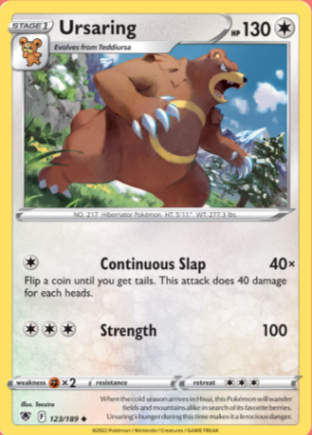 STAGE 1
Ursaring
HP 130
Evolves from Teddiursa
NO. 217 Hibernator Pokémon HT: 5'11" WT: 277.3 lbs.
Continuous Slap 40×
Flip a coin until you get tails. This attack does 40 damage
for each heads.
Strength 100
weakness ×2 resistance retreat
Illus. Teeziro
When the cold season arrives in Hisui, this Pokémon will wander
fields and mountains alike in search of its favorite berries.
Ursaring's hunger during this time makes it a ferocious danger.
F 123/189
©2022 Pokémon / Nintendo / Creatures / GAME FREAK